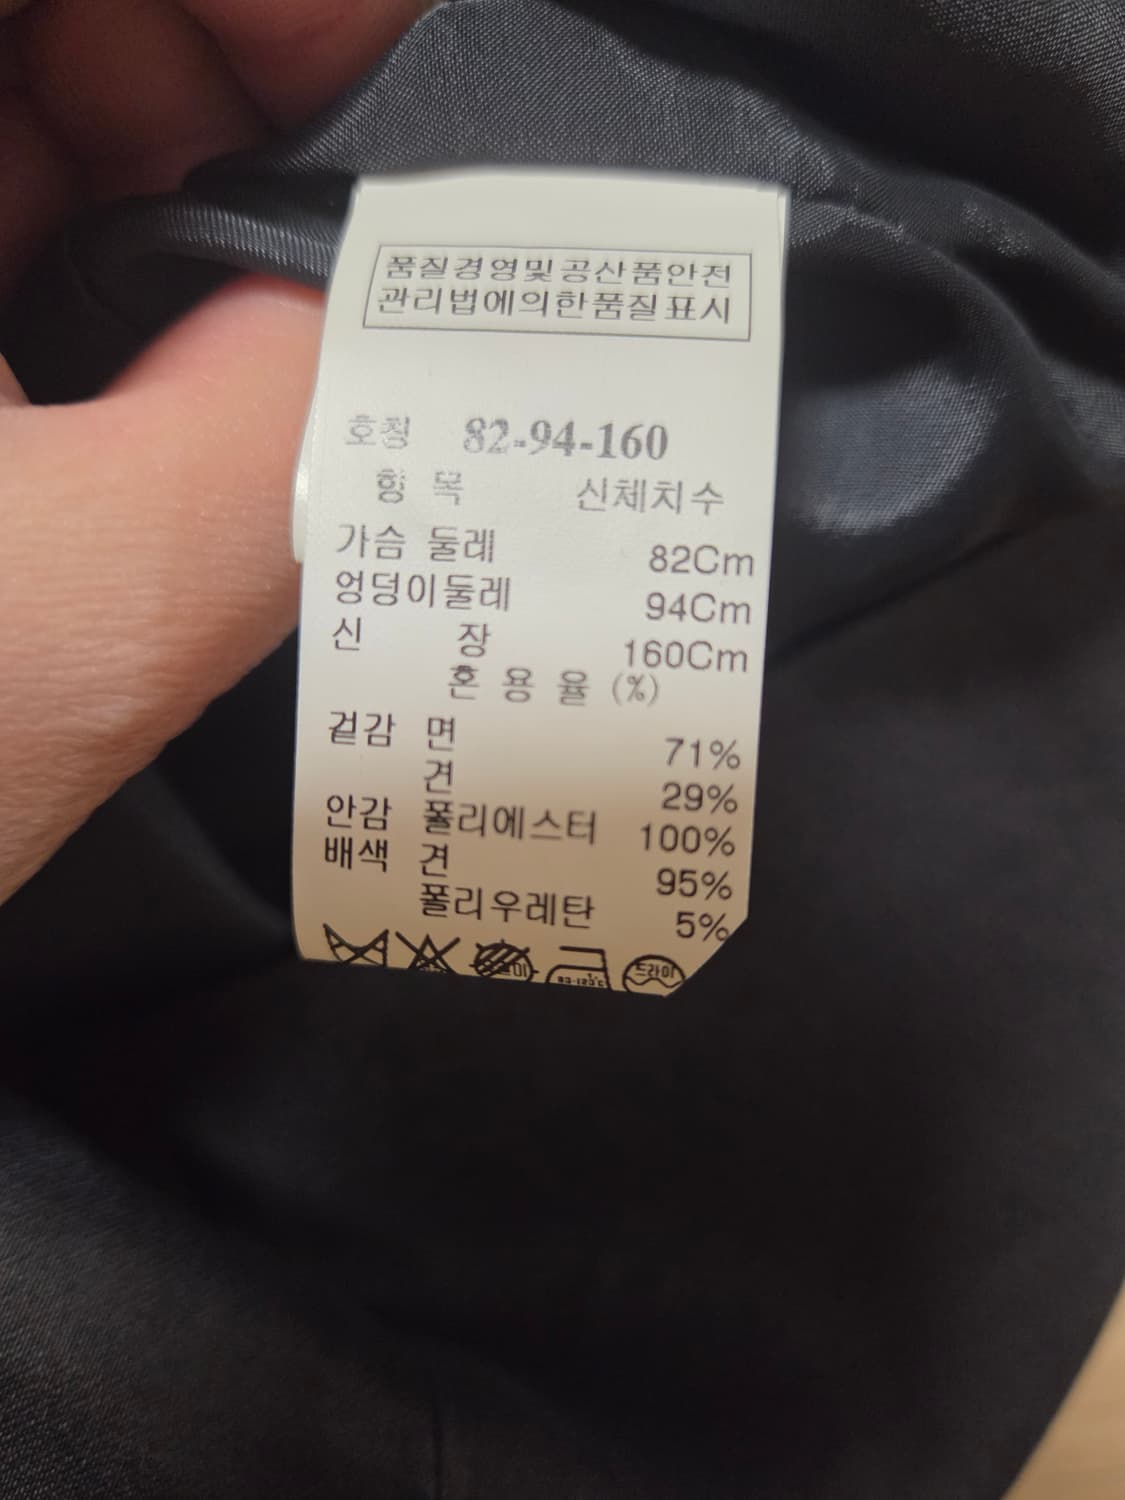 품질경영및공산품안전
관리법에의한품질표시
호칭 82-94-160
항 목 신체치수
가슴 둘레 82Cm
엉덩이둘레 94Cm
신 장 160Cm
혼 용 율 (%)
겉감 면 71%
견 29%
안감 폴리에스터 100%
배색 견 95%
폴리우레탄 5%
드라이